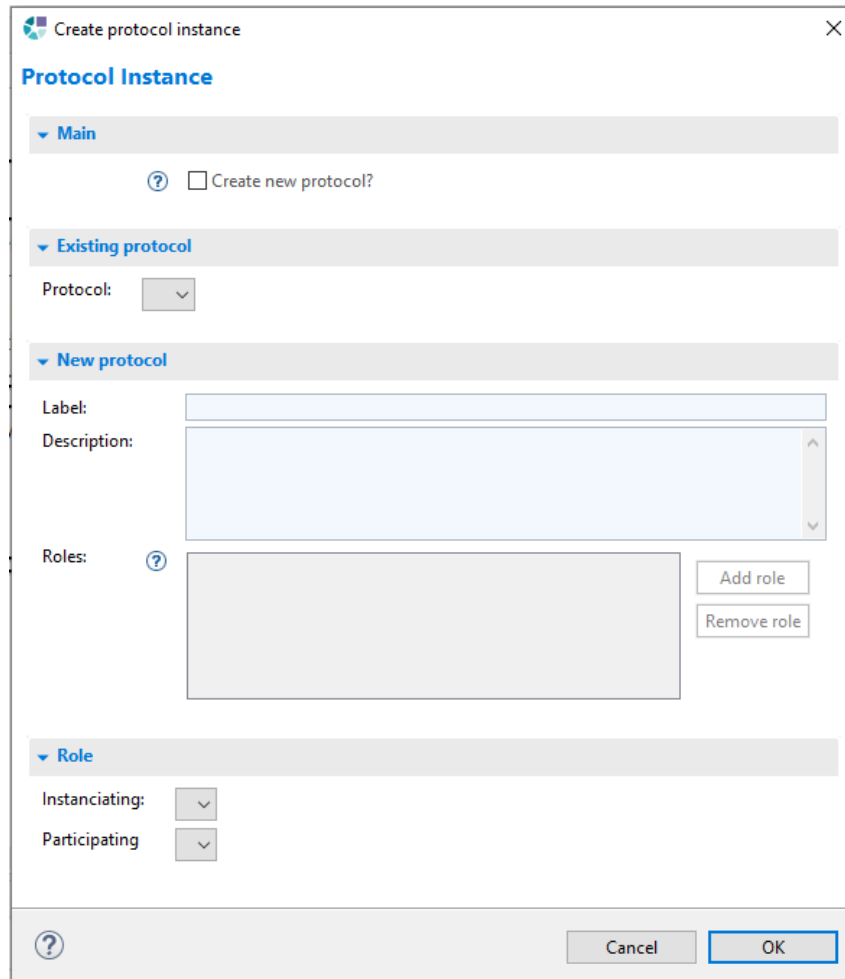 Create protocol instance
Protocol Instance
Main
? Create new protocol?
Existing protocol
Protocol:
New protocol
Label:
Description:
Roles: ?
Add role
Remove role
Role
Instanciating:
Participating
? Cancel OK